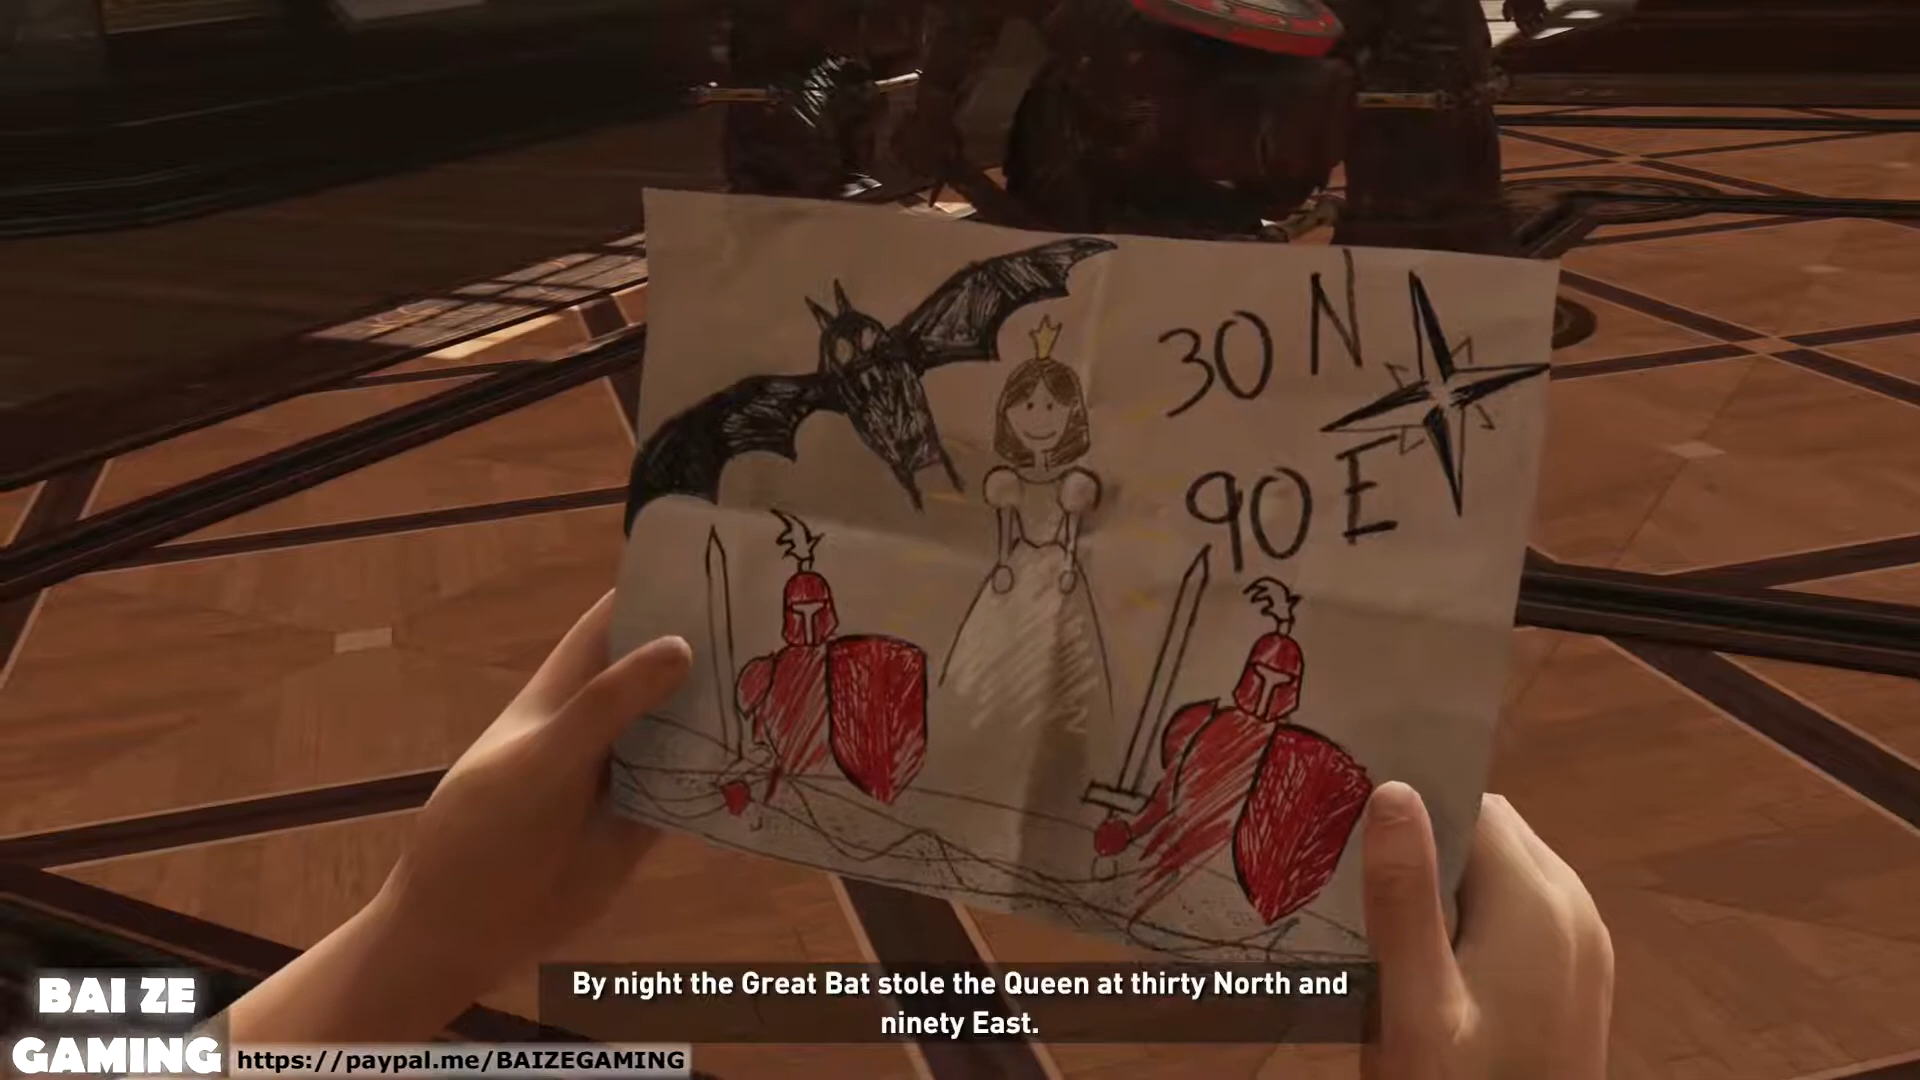 30 N
90 E
By night the Great Bat stole the Queen at thirty North and
ninety East.
BAI ZE
GAMING
https://paypal.me/BAIZEGAMING